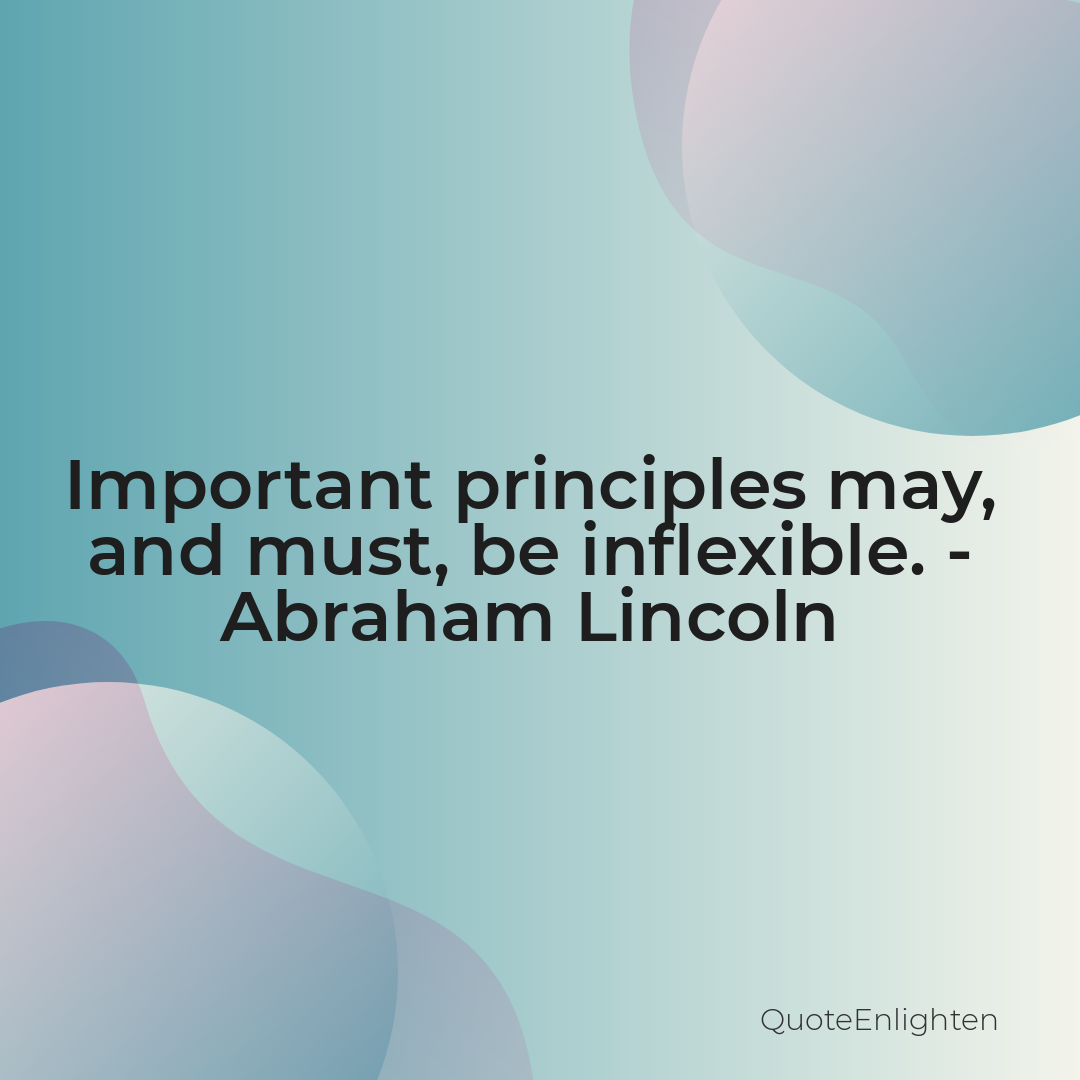 Important principles may,
and must, be inflexible. -
Abraham Lincoln
QuoteEnlighten